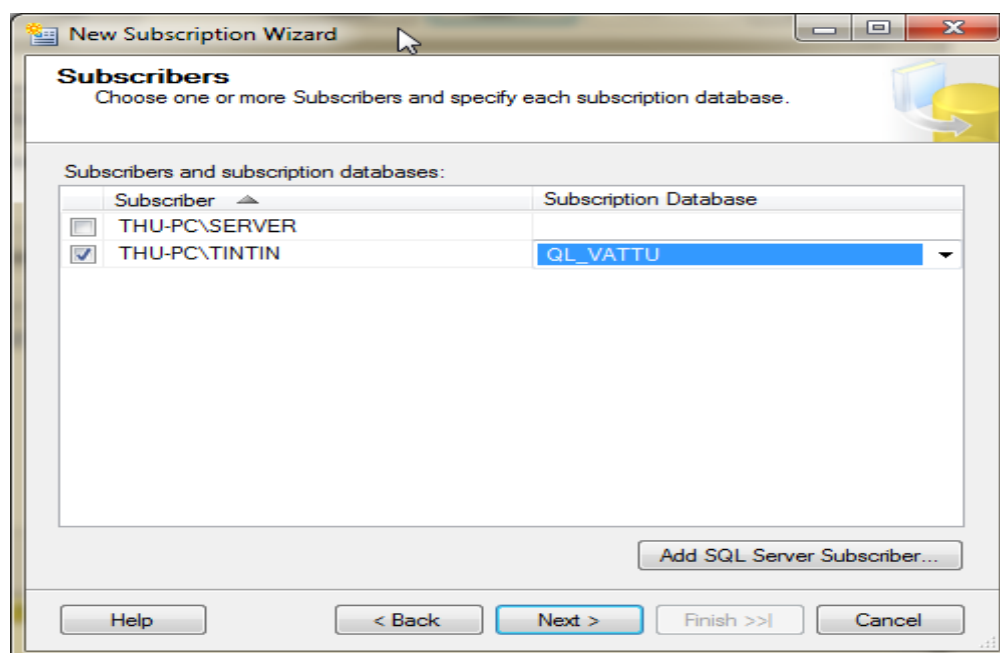 New Subscription Wizard
Subscribers
Choose one or more Subscribers and specify each subscription database.
Subscribers and subscription databases:
Subscriber Subscription Database
THU-PC\SERVER
THU-PC\TINTIN QL_VATTU
Add SQL Server Subscriber...
Help < Back Next > Finish >>| Cancel